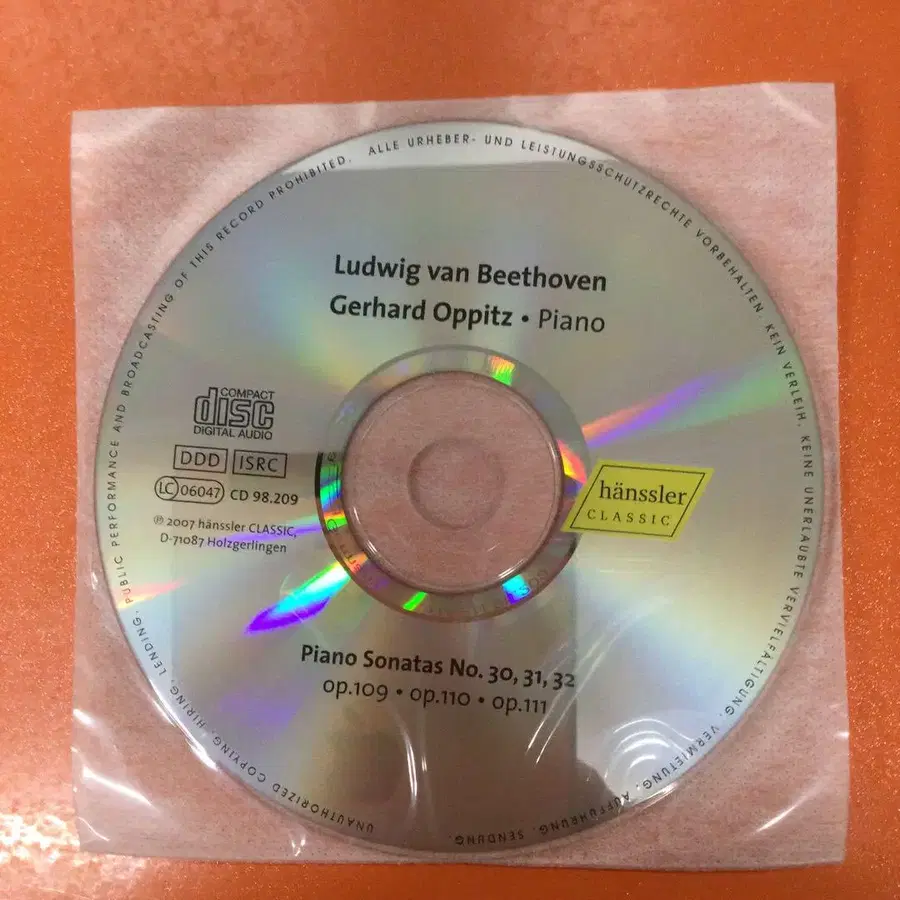 Ludwig van Beethoven
Gerhard Oppitz • Piano
COMPACT
disc
DIGITAL AUDIO
DDD ISRC
LC 06047 CD 98.209
℗ 2007 hänssler CLASSIC,
D-71087 Holzgerlingen
hänssler
CLASSIC
Piano Sonatas No. 30, 31, 32
op.109 • op.110 • op.111
ALLE URHEBER- UND LEISTUNGSSCHUTZRECHTE VORBEHALTEN. KEIN VERLEIH, KEINE UNERLAUBTE VERVIELFÄLTIGUNG, VERMIETUNG, AUFFÜHRUNG, SENDUNG.
UNAUTHORIZED COPYING, HIRING, LENDING, PUBLIC PERFORMANCE AND BROADCASTING OF THIS RECORD PROHIBITED.